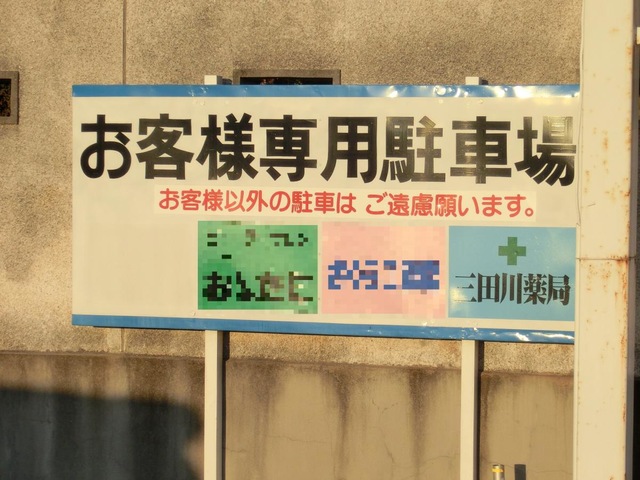 お客様専用駐車場
お客様以外の駐車は ご遠慮願います。
三田川薬局